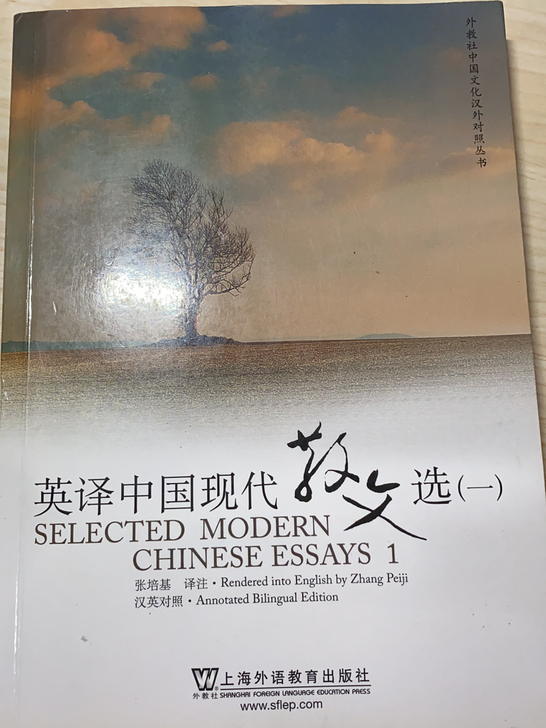 外教社中国文化汉外对照丛书
英译中国现代散文选(一)
SELECTED MODERN
CHINESE ESSAYS 1
张培基 译注・Rendered into English by Zhang Peiji
汉英对照・Annotated Bilingual Edition
W
外教社
上海外语教育出版社
SHANGHAI FOREIGN LANGUAGE EDUCATION PRESS
www.sflep.com